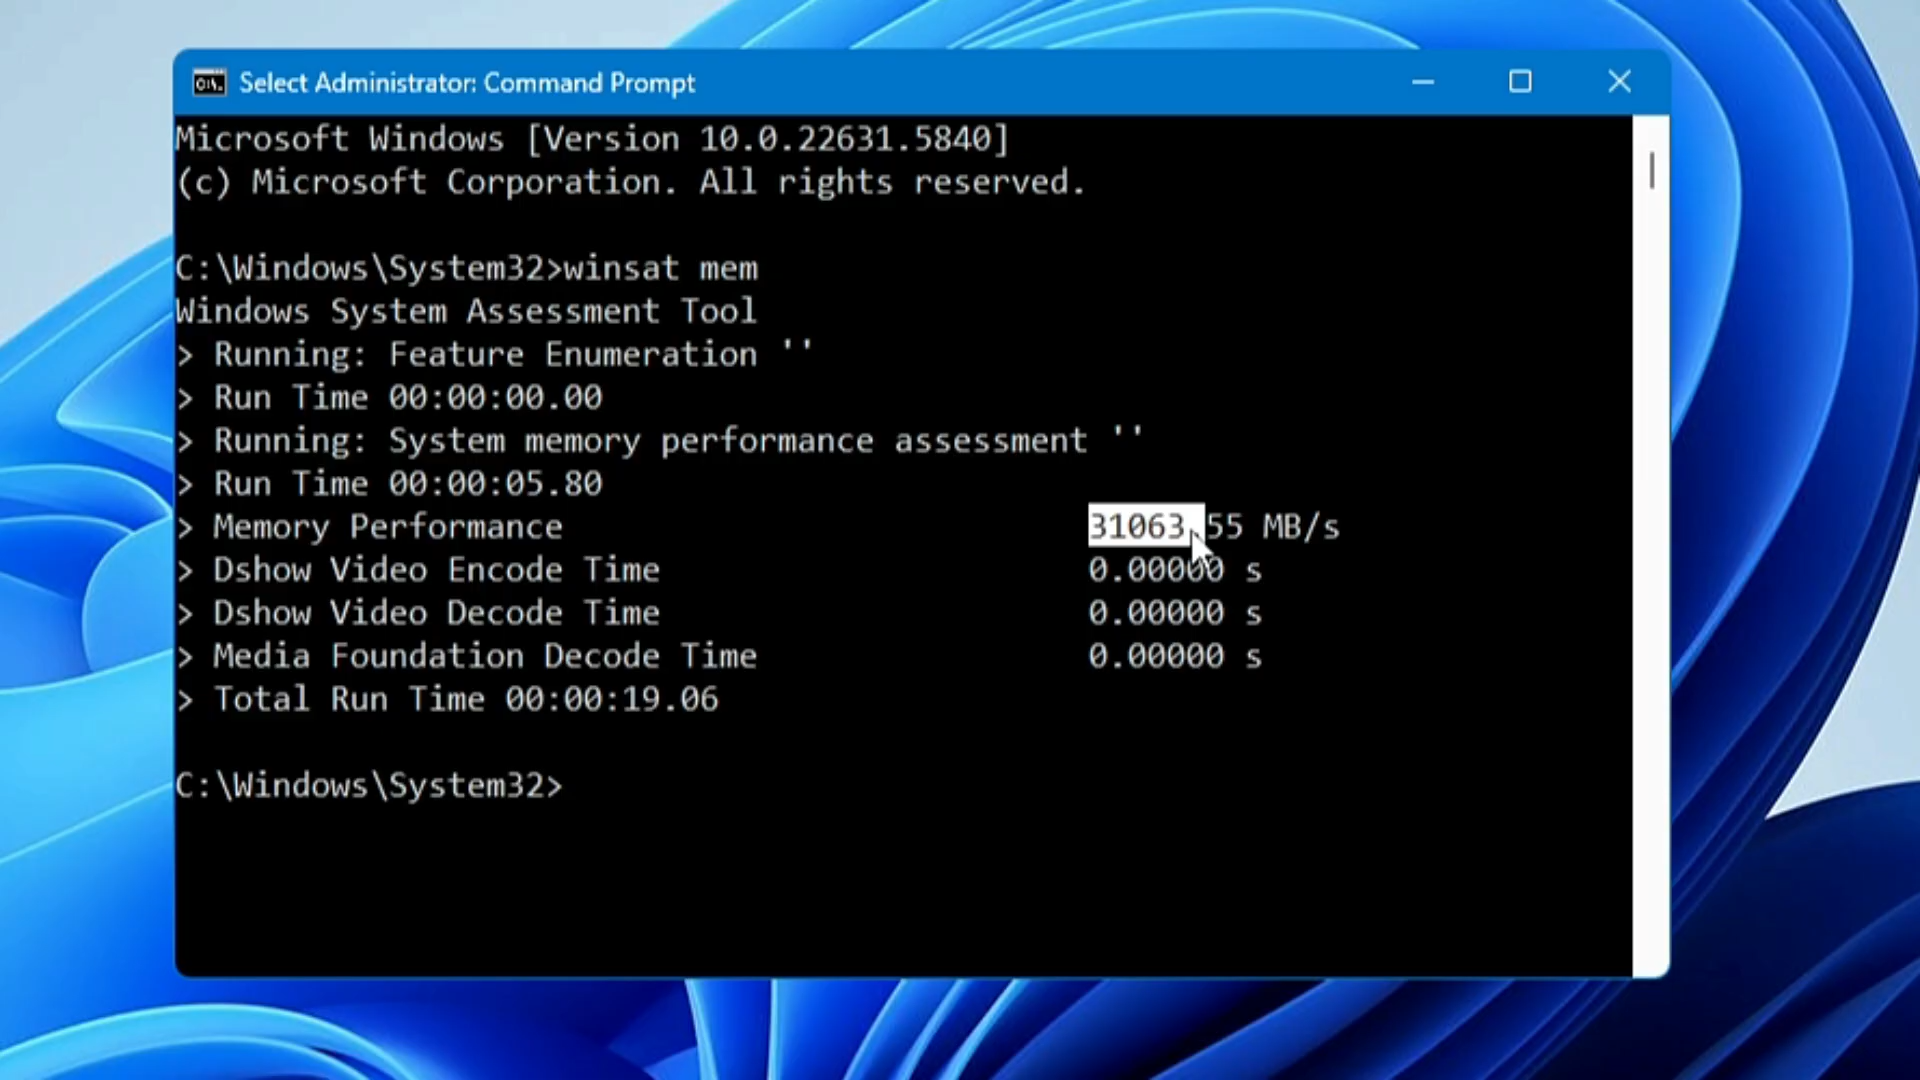 Select Administrator: Command Prompt
Microsoft Windows [Version 10.0.22631.5840]
(c) Microsoft Corporation. All rights reserved.
C:\Windows\System32>winsat mem
Windows System Assessment Tool
> Running: Feature Enumeration ''
> Run Time 00:00:00.00
> Running: System memory performance assessment ''
> Run Time 00:00:05.80
> Memory Performance 31063.55 MB/s
> Dshow Video Encode Time 0.00000 s
> Dshow Video Decode Time 0.00000 s
> Media Foundation Decode Time 0.00000 s
> Total Run Time 00:00:19.06
C:\Windows\System32>